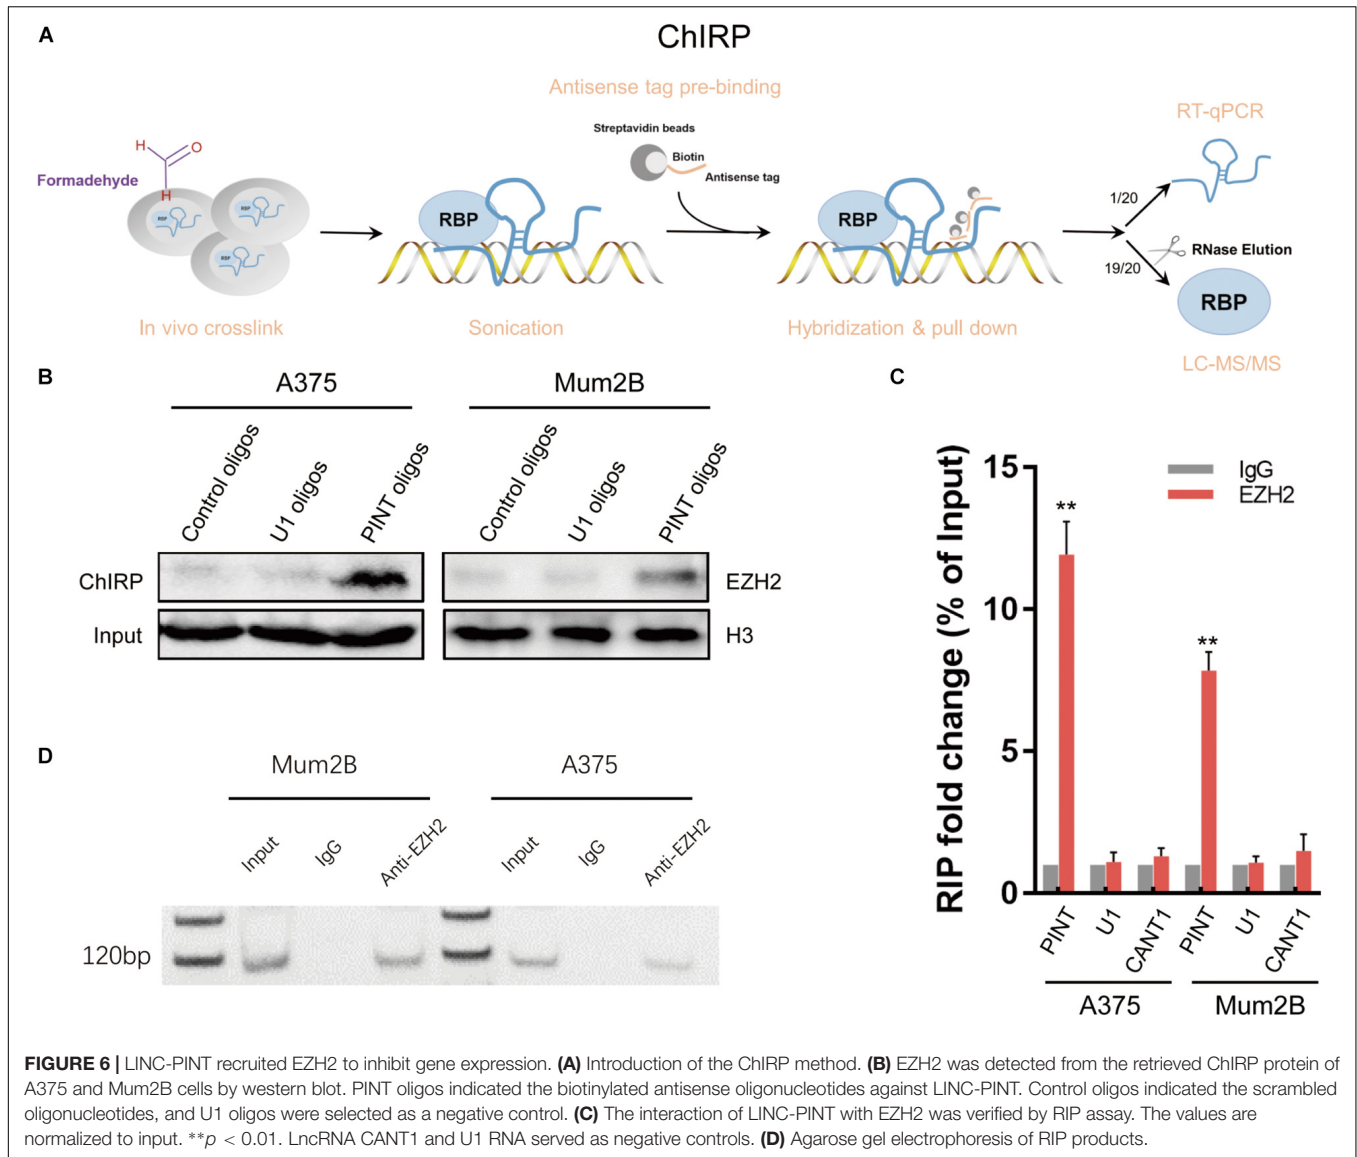 A
ChIRP
Antisense tag pre-binding
Streptavidin beads
Biotin
Antisense tag
H
O
H
Formadehyde
RBP
RBP
RBP
RBP
RBP
1/20
19/20
RT-qPCR
RNase Elution
RBP
LC-MS/MS
In vivo crosslink
Sonication
Hybridization & pull down
B
A375
Mum2B
Control oligos
U1 oligos
PINT oligos
Control oligos
U1 oligos
PINT oligos
ChIRP
EZH2
Input
H3
C
RIP fold change (% of Input)
15
10
5
0
IgG
EZH2
**
**
PINT
U1
CANT1
PINT
U1
CANT1
A375
Mum2B
D
Mum2B
A375
Input
IgG
Anti-EZH2
Input
IgG
Anti-EZH2
120bp
FIGURE 6 | LINC-PINT recruited EZH2 to inhibit gene expression. (A) Introduction of the ChIRP method. (B) EZH2 was detected from the retrieved ChIRP protein of
A375 and Mum2B cells by western blot. PINT oligos indicated the biotinylated antisense oligonucleotides against LINC-PINT. Control oligos indicated the scrambled
oligonucleotides, and U1 oligos were selected as a negative control. (C) The interaction of LINC-PINT with EZH2 was verified by RIP assay. The values are
normalized to input. **p < 0.01. LncRNA CANT1 and U1 RNA served as negative controls. (D) Agarose gel electrophoresis of RIP products.